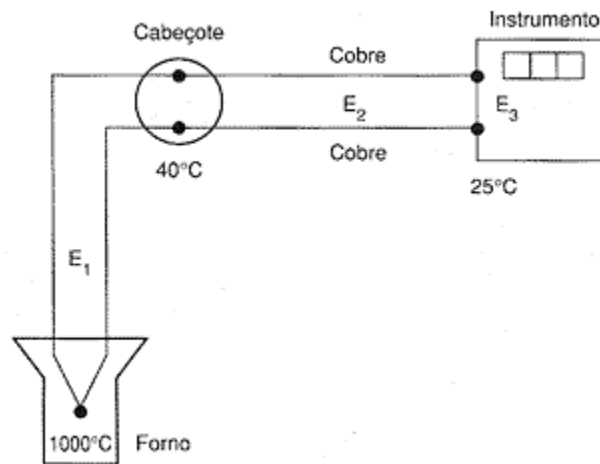 Instrumento
Cabeçote
Cobre
E₂
E₃
Cobre
40°C
25°C
E₁
1000°C
Forno